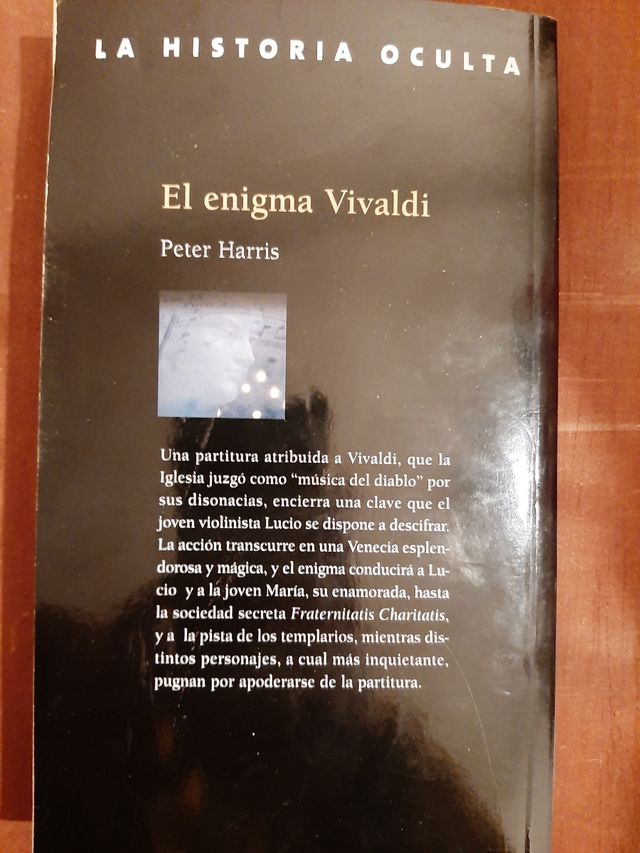 LA HISTORIA OCULTA
El enigma Vivaldi
Peter Harris
Una partitura atribuida a Vivaldi, que la
Iglesia juzgó como “música del diablo” por
sus disonacias, encierra una clave que el
joven violinista Lucio se dispone a descifrar.
La acción transcurre en una Venecia esplen-
dorosa y mágica, y el enigma conducirá a Lu-
cio y a la joven María, su enamorada, hasta
la sociedad secreta Fraternitatis Charitatis,
y a la pista de los templarios, mientras dis-
tintos personajes, a cual más inquietante,
pugnan por apoderarse de la partitura.